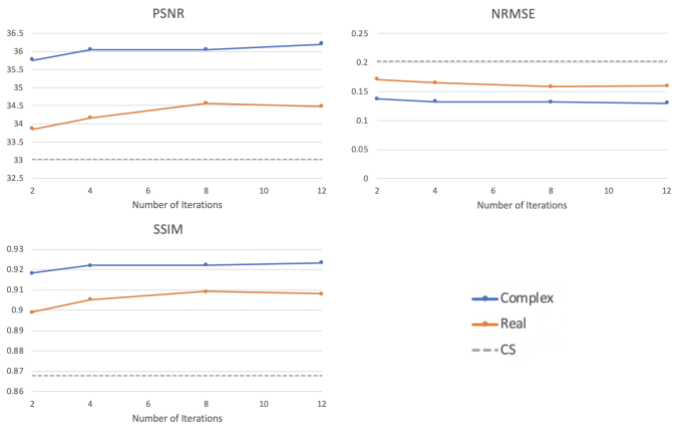 PSNR
36.5
36
35.5
35
34.5
34
33.5
33
32.5
2 4 6 8 10 12
Number of Iterations
NRMSE
0.25
0.2
0.15
0.1
0.05
0
2 4 6 8 10 12
Number of Iterations
SSIM
0.93
0.92
0.91
0.9
0.89
0.88
0.87
0.86
2 4 6 8 10 12
Number of Iterations
Complex
Real
CS